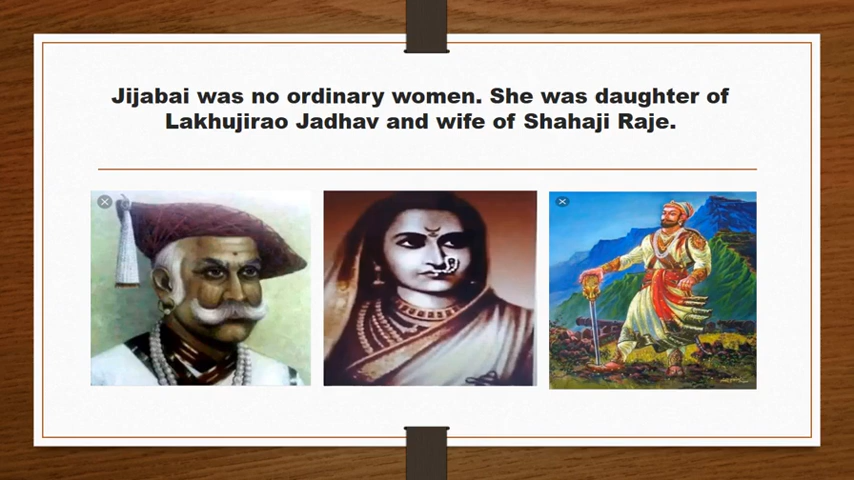 Jijabai was no ordinary women. She was daughter of
Lakhujirao Jadhav and wife of Shahaji Raje.